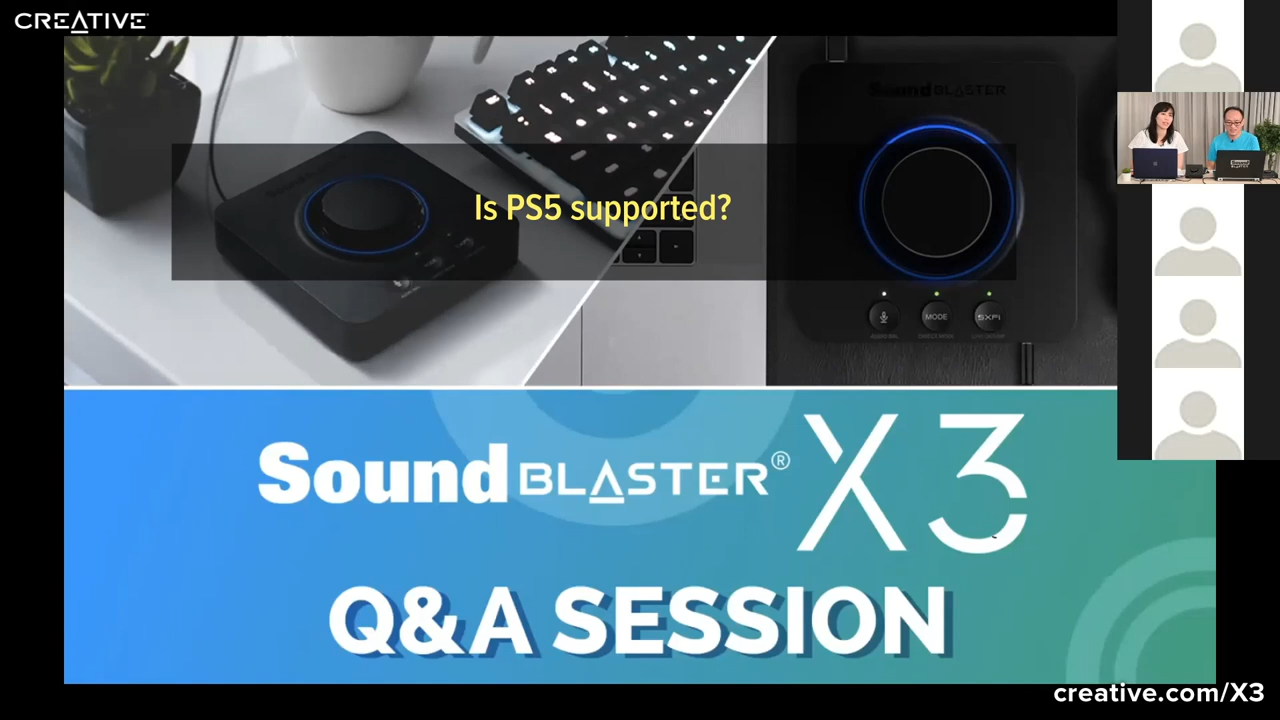 CREATIVE
Sound BLASTER
Is PS5 supported?
MODE
SXFI
Sound BLASTER® X3
Q&A SESSION
creative.com/X3